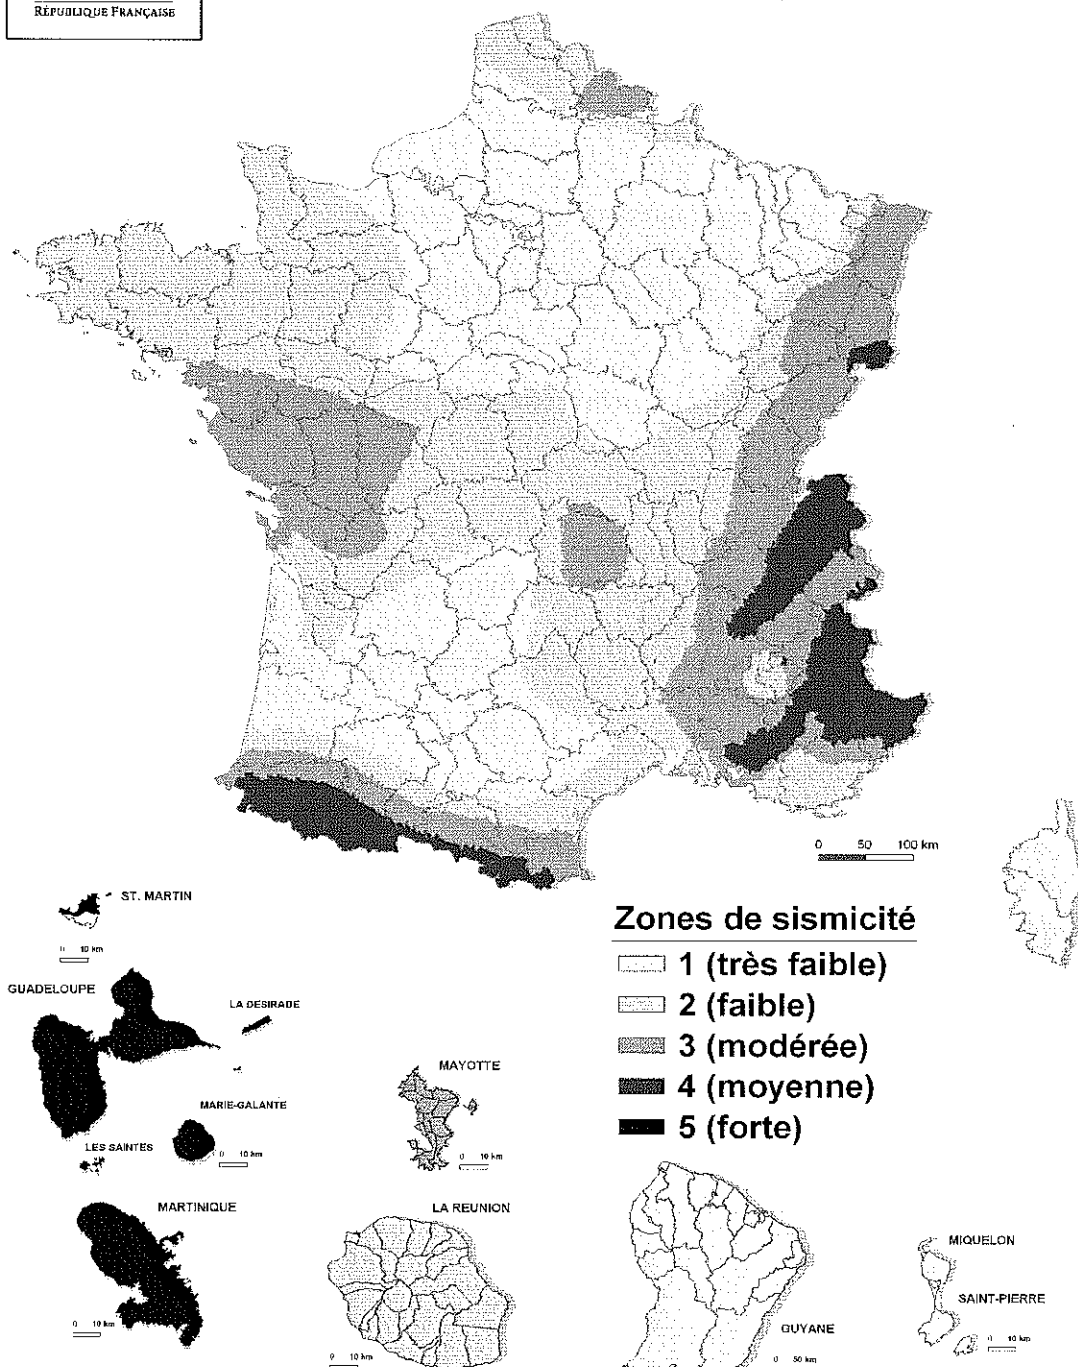 RÉPUBLIQUE FRANÇAISE
0 50 100 km
ST. MARTIN
0 10 km
Zones de sismicité
1 (très faible)
2 (faible)
3 (modérée)
4 (moyenne)
5 (forte)
GUADELOUPE
LA DESIRADE
MAYOTTE
0 10 km
MARIE-GALANTE
0 10 km
LES SAINTES
MARTINIQUE
0 10 km
LA REUNION
0 10 km
GUYANE
0 50 km
MIQUELON
SAINT-PIERRE
0 10 km